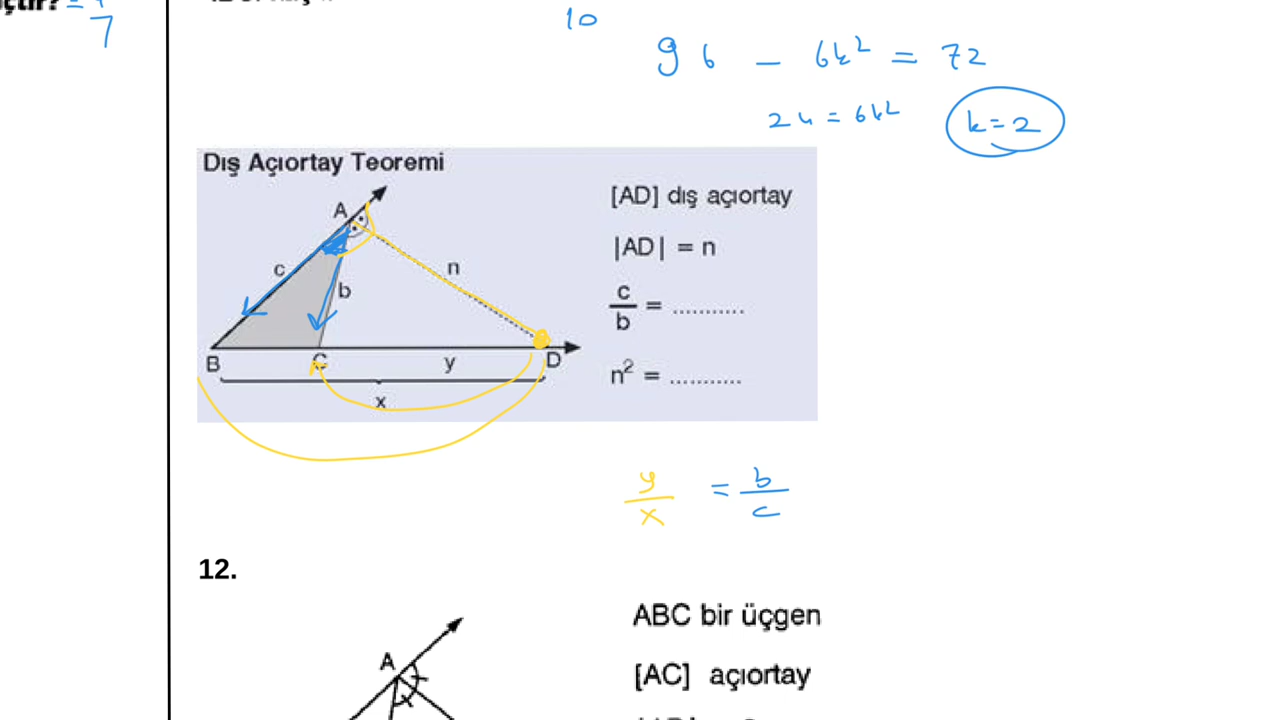 7
10
96 - 6k² = 72
24 = 6k²
k=2
Dış Açıortay Teoremi
A
c
b
n
B
C
y
D
x
[AD] dış açıortay
|AD| = n
c/b = ...........
n² = ...........
y/x = b/c
12.
A
ABC bir üçgen
[AC] açıortay